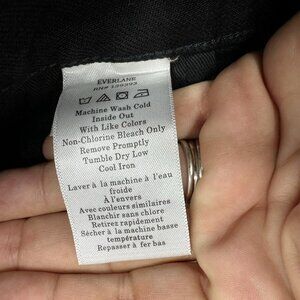 EVERLANE
Machine Wash Cold
Inside Out
With Like Colors
Non-Chlorine Bleach Only
Remove Promptly
Tumble Dry Low
Cool Iron
Laver à la machine à l'eau
froide
À l'envers
Avec couleurs similaires
Blanchir sans chlore
Retirez rapidement
Sécher à la machine basse
température
Repasser à fer bas